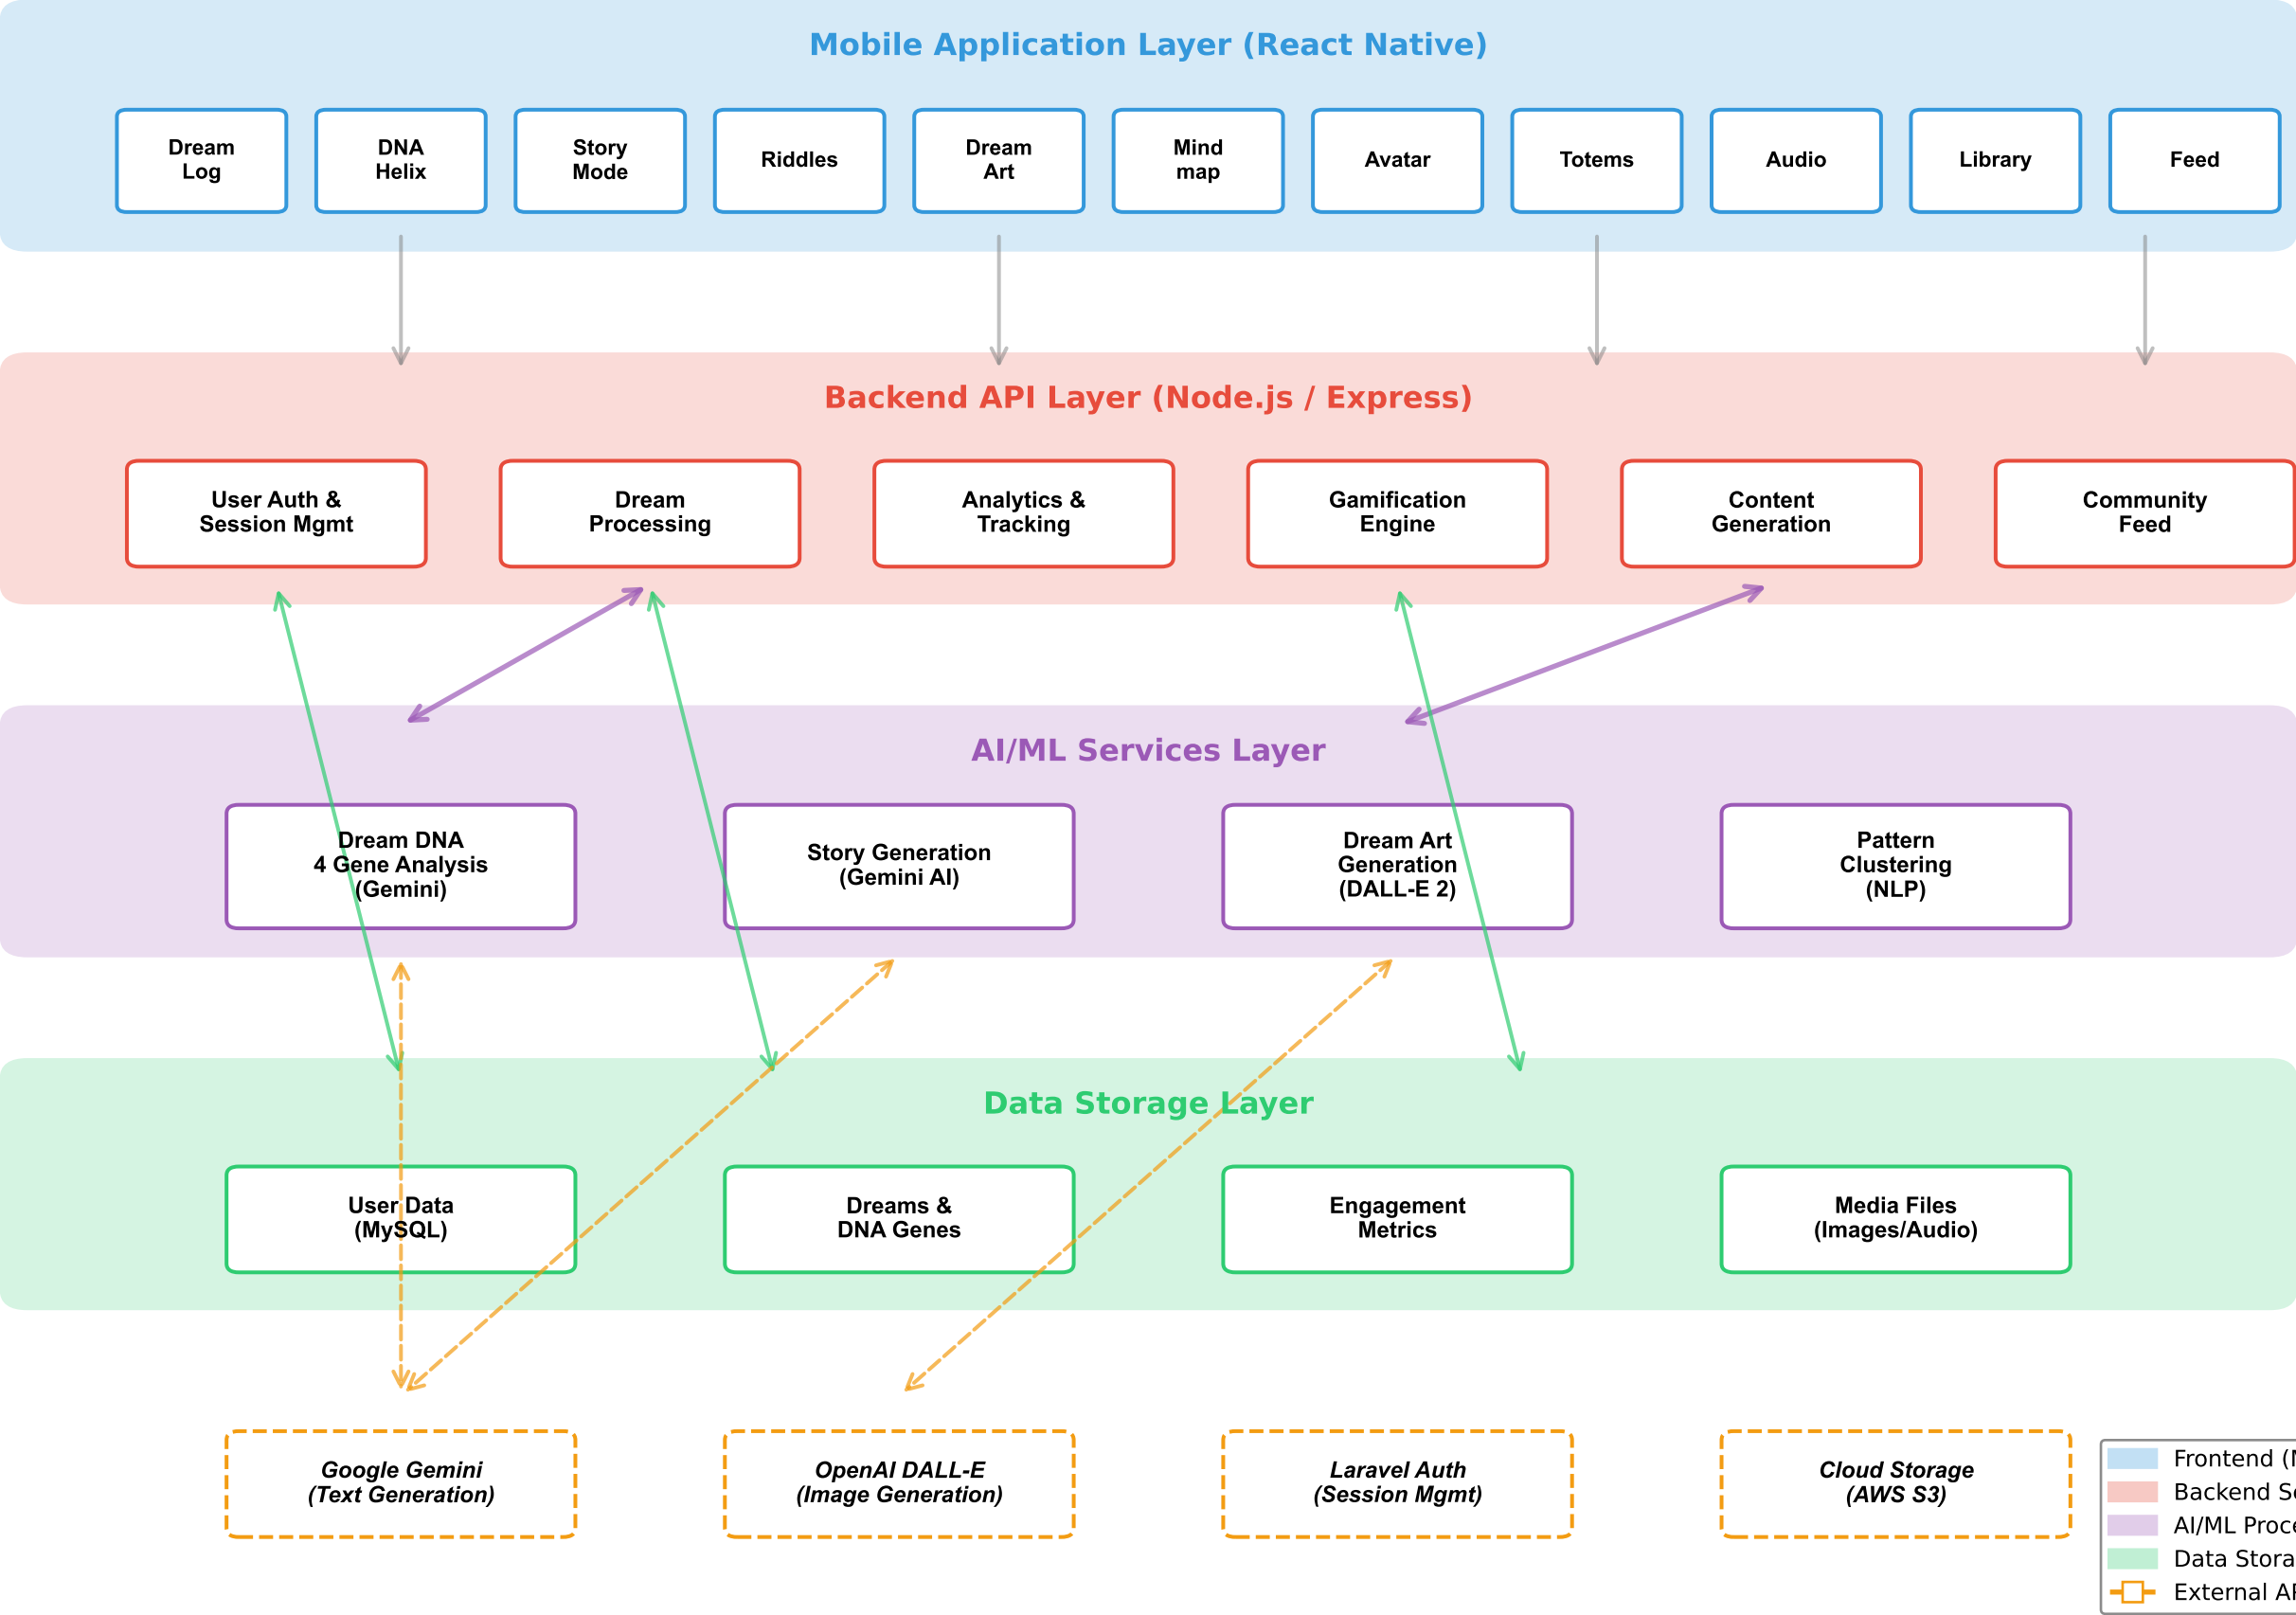 Mobile Application Layer (React Native)
Dream
Log
DNA
Helix
Story
Mode
Riddles
Dream
Art
Mind
map
Avatar
Totems
Audio
Library
Feed
Backend API Layer (Node.js / Express)
User Auth &
Session Mgmt
Dream
Processing
Analytics &
Tracking
Gamification
Engine
Content
Generation
Community
Feed
AI/ML Services Layer
Dream DNA
4 Gene Analysis
(Gemini)
Story Generation
(Gemini AI)
Dream Art
Generation
(DALL-E 2)
Pattern
Clustering
(NLP)
Data Storage Layer
User Data
(MySQL)
Dreams &
DNA Genes
Engagement
Metrics
Media Files
(Images/Audio)
Google Gemini
(Text Generation)
OpenAI DALL-E
(Image Generation)
Laravel Auth
(Session Mgmt)
Cloud Storage
(AWS S3)
Frontend
Backend
AI/ML
Data
External